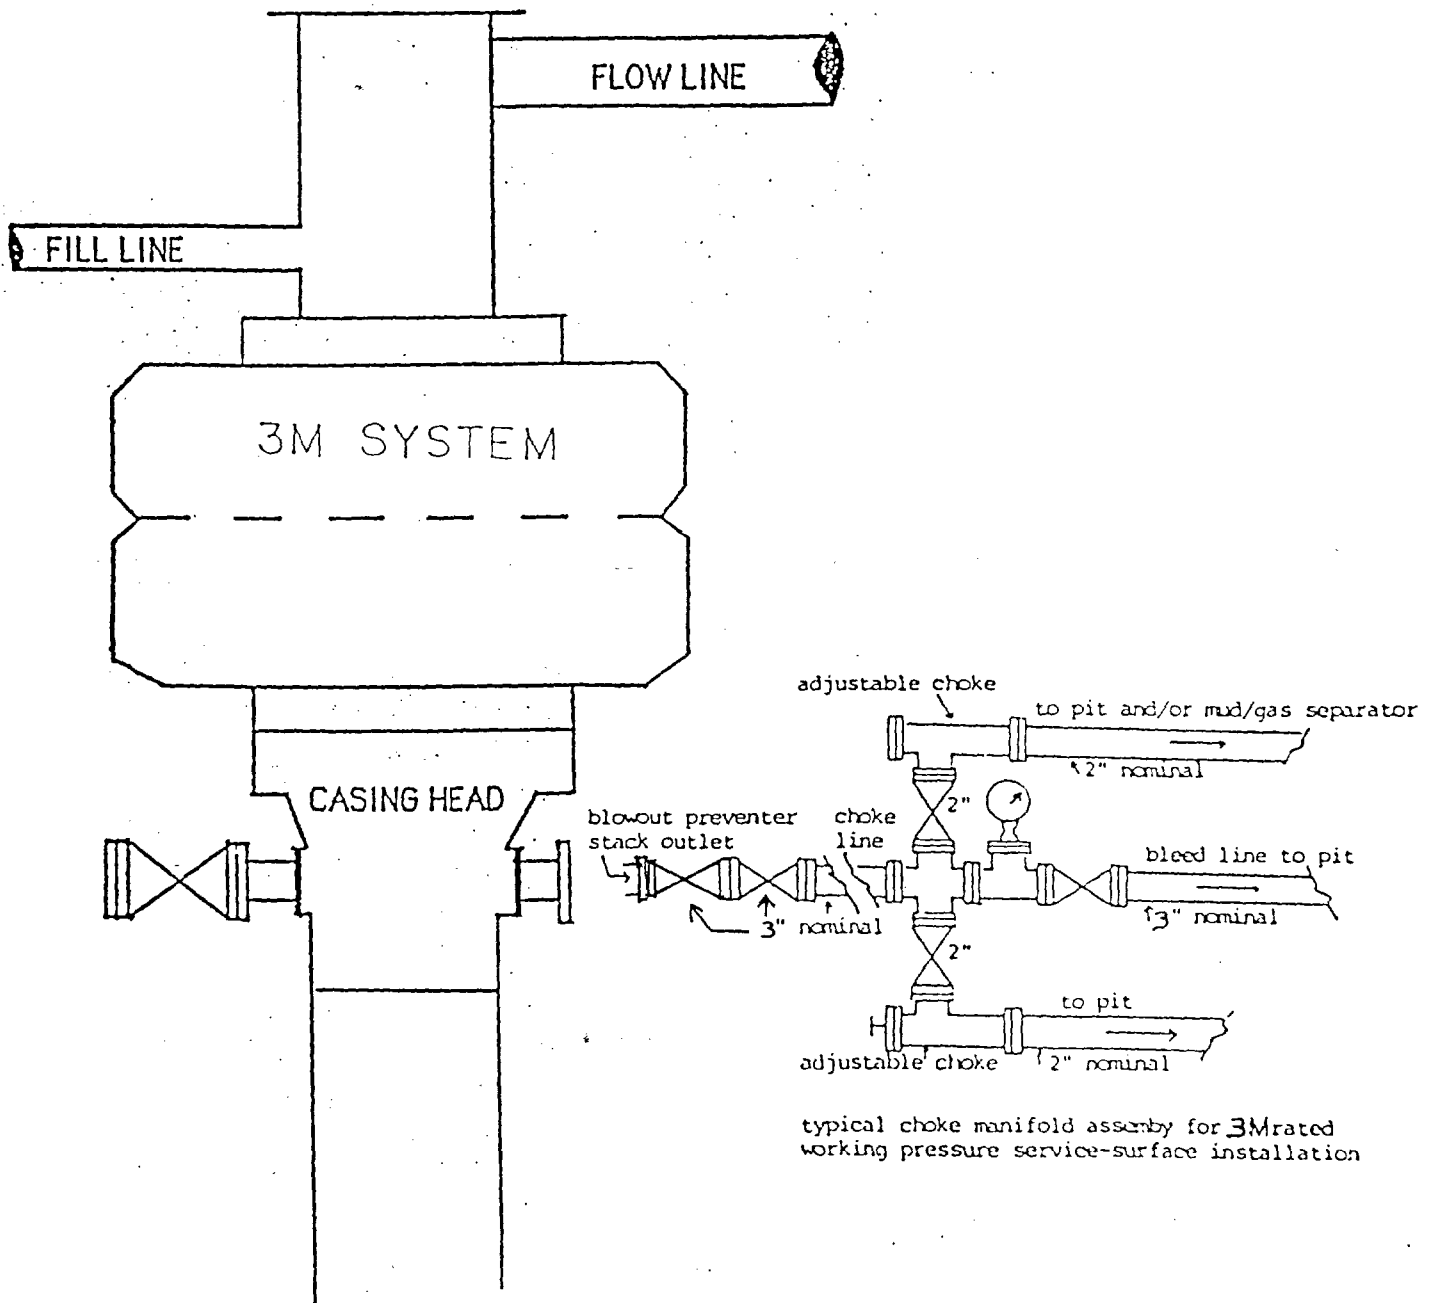 FLOW LINE
FILL LINE
3M SYSTEM
CASING HEAD
adjustable choke
to pit and/or mud/gas separator
2" nominal
2"
blowout preventer
stack outlet
choke
line
bleed line to pit
3" nominal
3" nominal
2"
to pit
adjustable choke
2" nominal
typical choke manifold assemby for 3M rated
working pressure service-surface installation